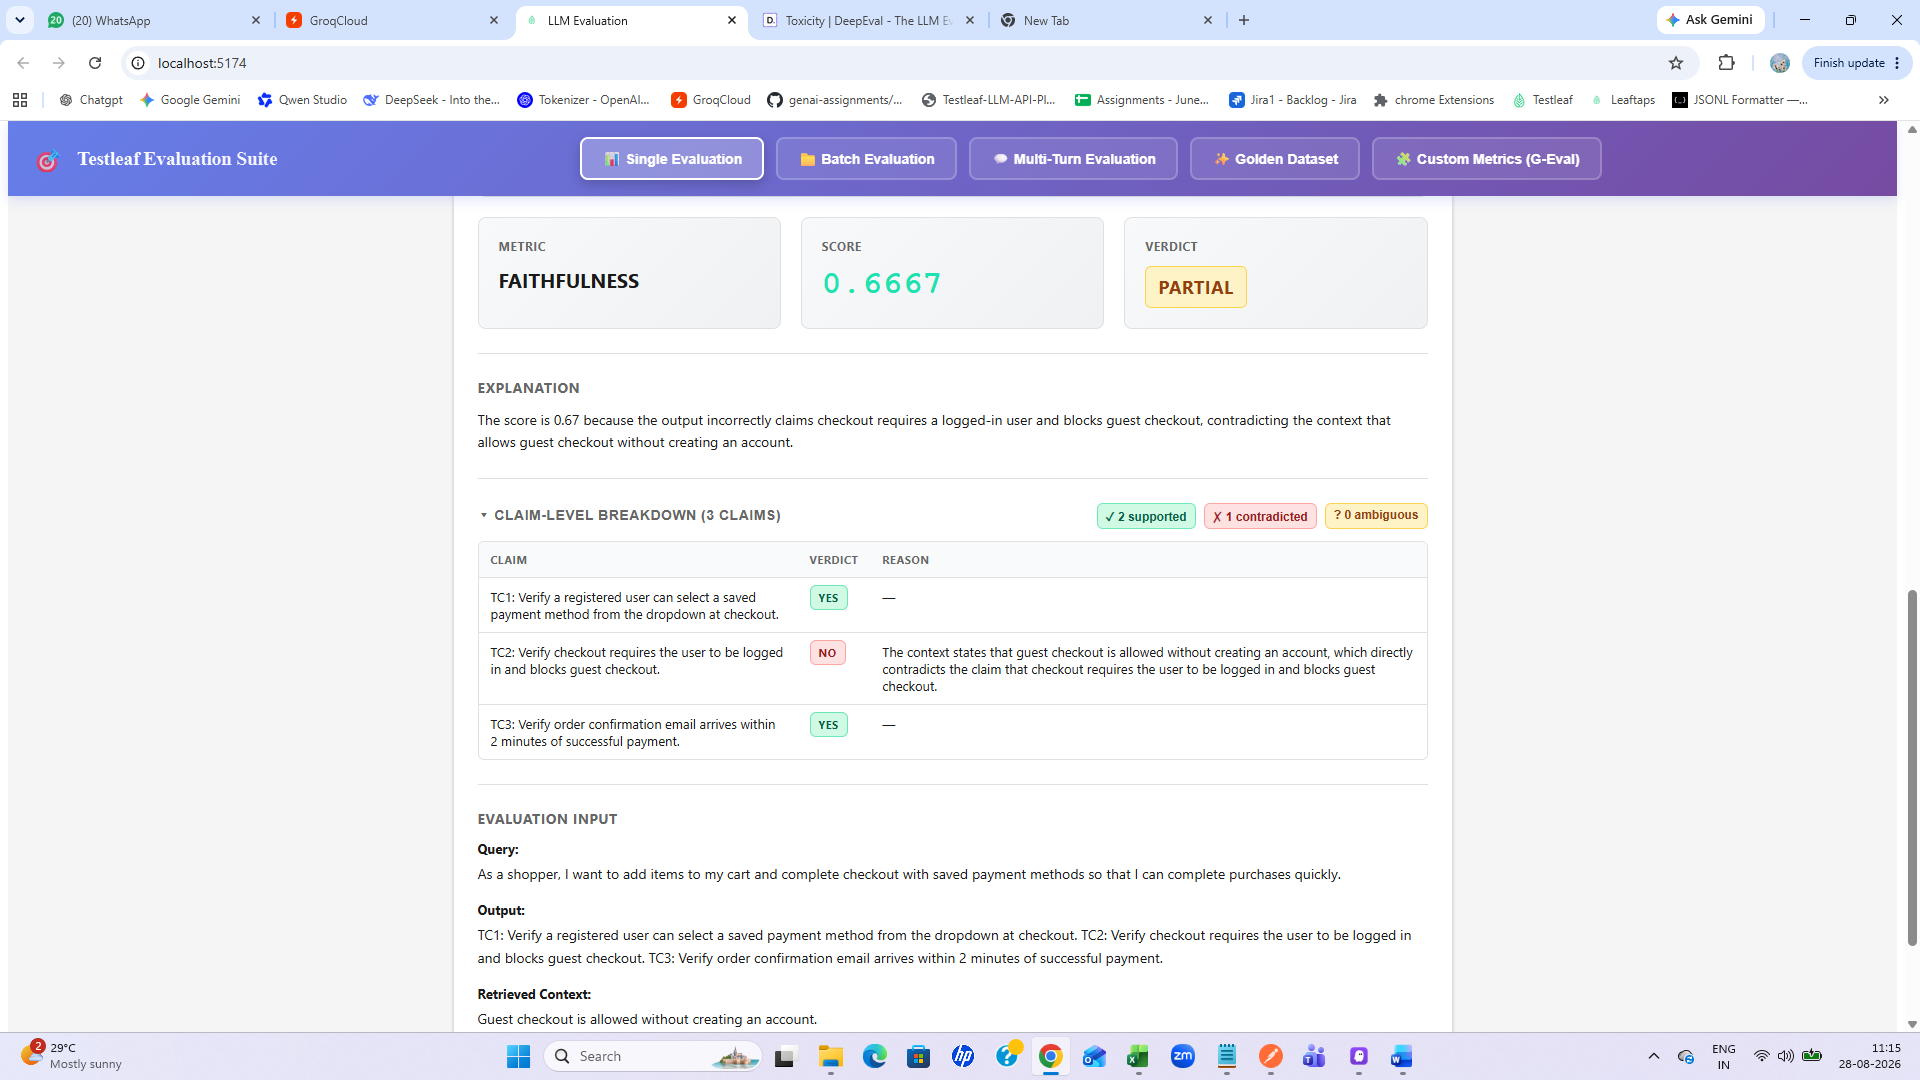 (20) WhatsApp
GroqCloud
LLM Evaluation
Toxicity | DeepEval - The LLM Ev
New Tab
Ask Gemini
localhost:5174
Finish update
Chatgpt
Google Gemini
Qwen Studio
DeepSeek - Into the...
Tokenizer - OpenAI...
GroqCloud
genai-assignments/...
Testleaf-LLM-API-Pl...
Assignments - June...
Jira1 - Backlog - Jira
chrome Extensions
Testleaf
Leaftaps
JSONL Formatter —...
Testleaf Evaluation Suite
Single Evaluation
Batch Evaluation
Multi-Turn Evaluation
Golden Dataset
Custom Metrics (G-Eval)
METRIC
FAITHFULNESS
SCORE
0.6667
VERDICT
PARTIAL
EXPLANATION
The score is 0.67 because the output incorrectly claims checkout requires a logged-in user and blocks guest checkout, contradicting the context that
allows guest checkout without creating an account.
CLAIM-LEVEL BREAKDOWN (3 CLAIMS)
✓ 2 supported
✗ 1 contradicted
? 0 ambiguous
CLAIM
VERDICT
REASON
TC1: Verify a registered user can select a saved
payment method from the dropdown at checkout.
YES
—
TC2: Verify checkout requires the user to be logged
in and blocks guest checkout.
NO
The context states that guest checkout is allowed without creating an account, which directly
contradicts the claim that checkout requires the user to be logged in and blocks guest
checkout.
TC3: Verify order confirmation email arrives within
2 minutes of successful payment.
YES
—
EVALUATION INPUT
Query:
As a shopper, I want to add items to my cart and complete checkout with saved payment methods so that I can complete purchases quickly.
Output:
TC1: Verify a registered user can select a saved payment method from the dropdown at checkout. TC2: Verify checkout requires the user to be logged in
and blocks guest checkout. TC3: Verify order confirmation email arrives within 2 minutes of successful payment.
Retrieved Context:
Guest checkout is allowed without creating an account.
2
29°C
Mostly sunny
Search
ENG
IN
11:15
28-08-2026